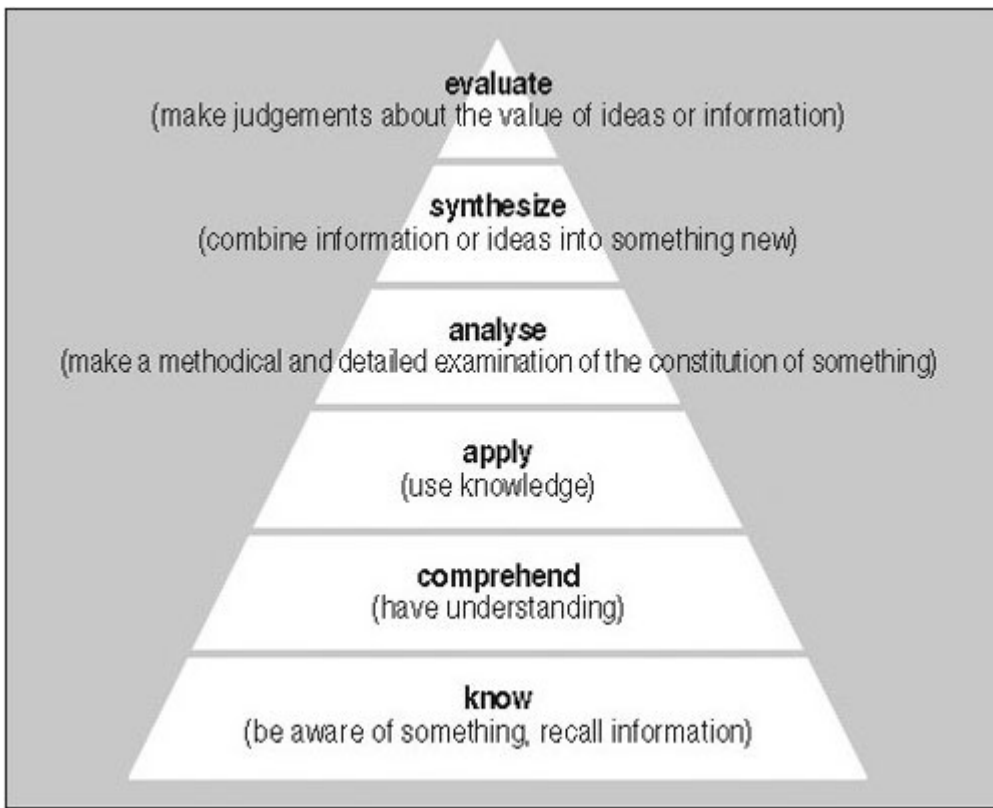 evaluate
(make judgements about the value of ideas or information)
synthesize
(combine information or ideas into something new)
analyse
(make a methodical and detailed examination of the constitution of something)
apply
(use knowledge)
comprehend
(have understanding)
know
(be aware of something, recall information)